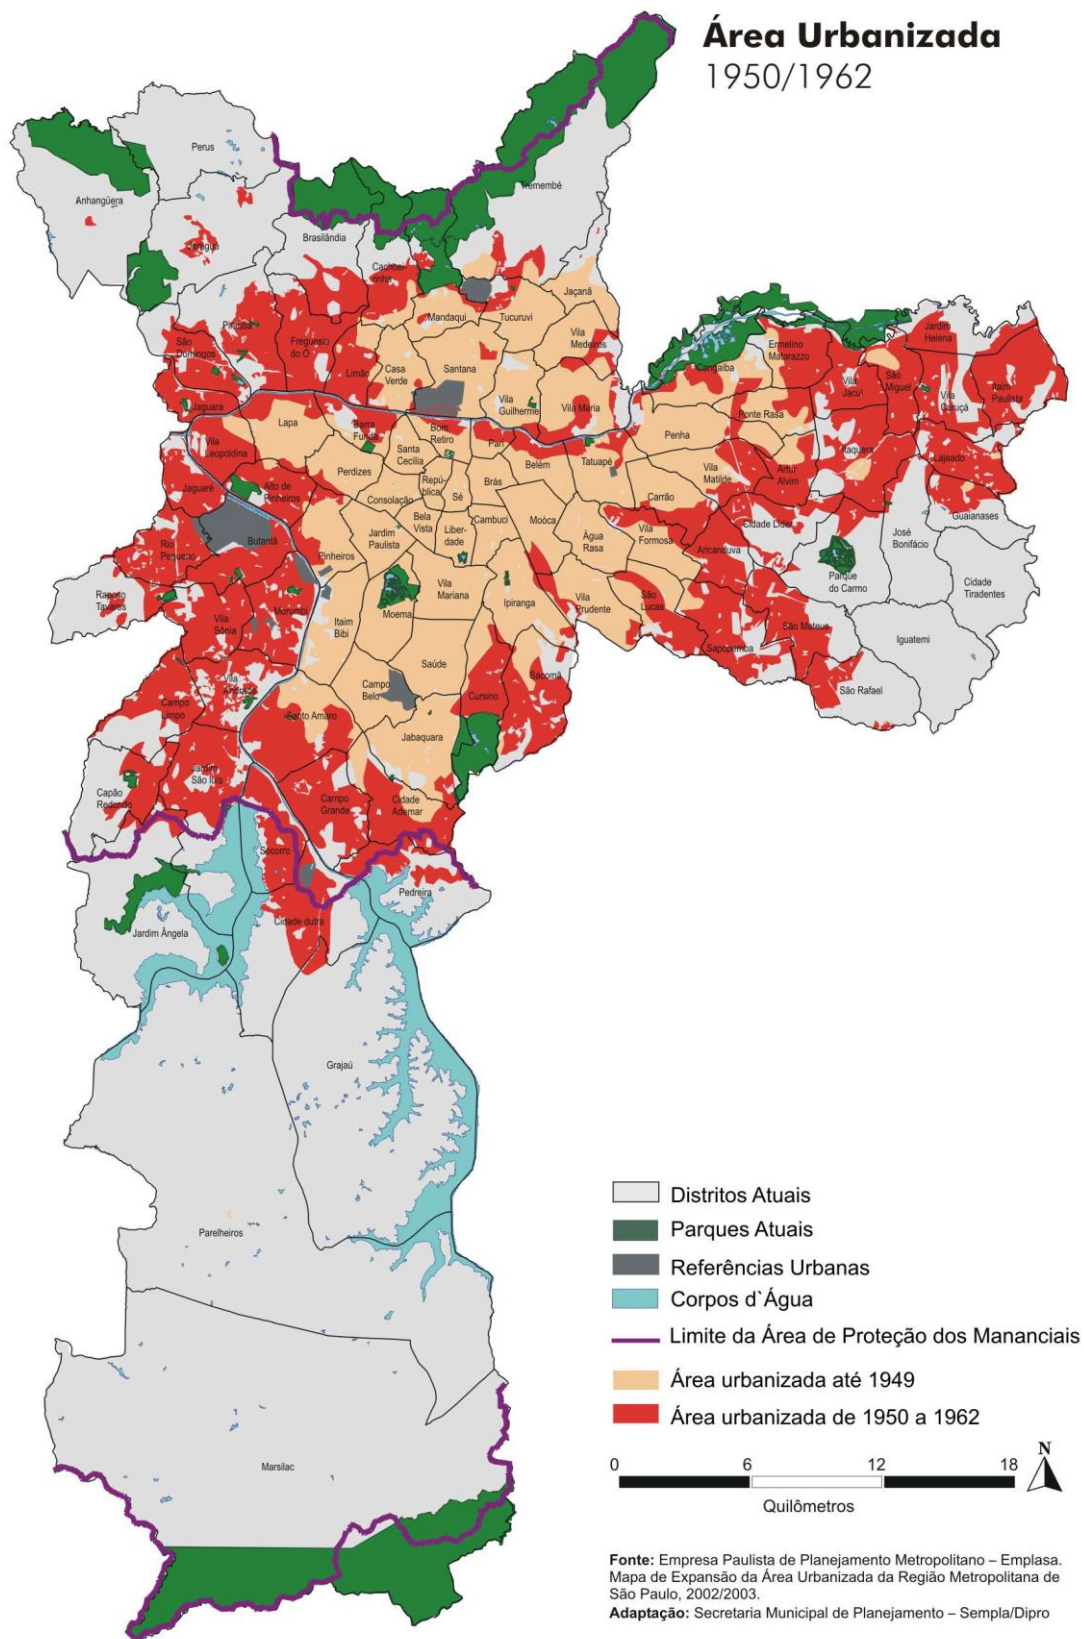 Área Urbanizada
1950/1962
Perus
Anhangüera
Tremembé
Jaraguá
Brasilândia
Cachoei-
rinha
Jaçanã
Mandaqui
Tucuruvi
Pirituba
São
Domingos
Freguesia
do Ó
Limão
Casa
Verde
Santana
Vila
Medeiros
Cangaíba
Ermelino
Matarazzo
Jardim
Helena
Vila
Jacuí
São
Miguel
Vila
Curuçá
Itaim
Paulista
Jaguara
Lapa
Barra
Funda
Bom
Retiro
Vila
Guilherme
Vila Maria
Pari
Ponte Rasa
Penha
Vila
Leopoldina
Santa
Cecília
Perdizes
Belém
Tatuapé
Vila
Matilde
Artur
Alvim
Itaquera
Lajeado
Jaguaré
Alto de
Pinheiros
Consolação
Repú-
blica
Sé
Brás
Carrão
Guaianases
Rio
Pequeno
Butantã
Jardim
Paulista
Bela
Vista
Liber-
dade
Cambuci
Moóca
Água
Rasa
Vila
Formosa
Cidade Líder
Aricanduva
José
Bonifácio
Pinheiros
Parque
do Carmo
Cidade
Tiradentes
Raposo
Tavares
Morumbi
Vila
Sônia
Itaim
Bibi
Moema
Vila
Mariana
Ipiranga
Vila
Prudente
São
Lucas
São Mateus
Sapopemba
Iguatemi
São Rafael
Vila
Andrade
Campo
Limpo
Campo
Belo
Saúde
Sacomã
Cursino
Santo Amaro
Jabaquara
Jardim
São luis
Capão
Redondo
Campo
Grande
Cidade
Ademar
Socorro
Pedreira
Cidade dutra
Jardim Ângela
Grajaú
Parelheiros
Marsilac
Distritos Atuais
Parques Atuais
Referências Urbanas
Corpos d`Água
Limite da Área de Proteção dos Mananciais
Área urbanizada até 1949
Área urbanizada de 1950 a 1962
0 6 12 18
N
Quilômetros
Fonte: Empresa Paulista de Planejamento Metropolitano – Emplasa.
Mapa de Expansão da Área Urbanizada da Região Metropolitana de
São Paulo, 2002/2003.
Adaptação: Secretaria Municipal de Planejamento – Sempla/Dipro